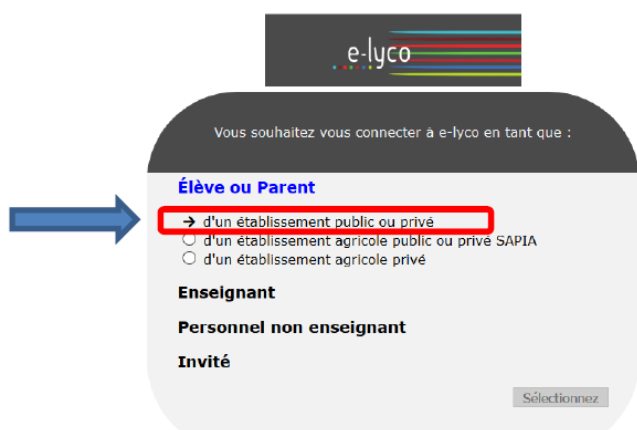 e-lyco
Vous souhaitez vous connecter à e-lyco en tant que :
Élève ou Parent
→ d'un établissement public ou privé
d'un établissement agricole public ou privé SAPIA
d'un établissement agricole privé
Enseignant
Personnel non enseignant
Invité
Sélectionnez